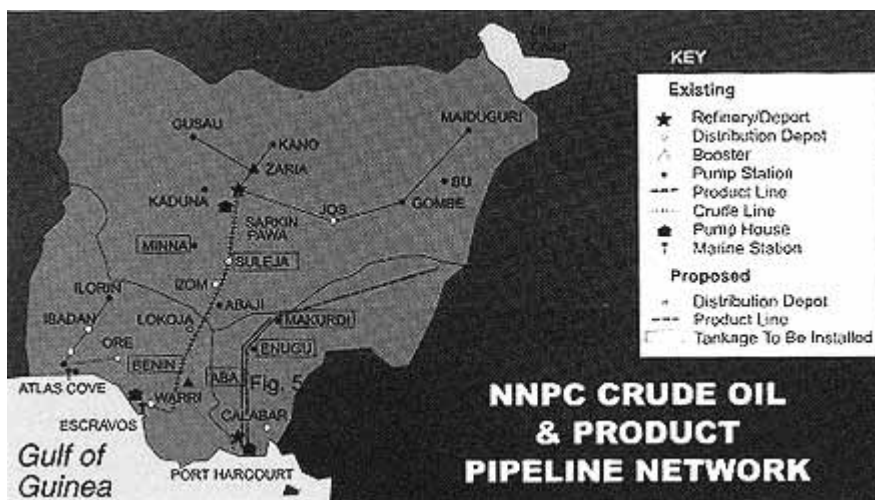 KEY
Existing
Refinery/Deport
Distribution Depot
Booster
Pump Station
Product Line
Crude Line
Pump House
Marine Station
Proposed
Distribution Depot
Product Line
Tankage To Be Installed
MAIDUGURI
GUSAU
KANO
ZARIA
BU
KADUNA
GOMBE
JOS
SARKIN
PAWA
MINNA
SULEJA
IZOM
ILORIN
ABAJI
IBADAN
LOKOJA
MAKURDI
ORE
ENUGU
BENIN
ABA
Fig. 5
ATLAS COVE
WARRI
CALABAR
ESCRAVOS
PORT HARCOURT
Gulf of
Guinea
NNPC CRUDE OIL
& PRODUCT
PIPELINE NETWORK